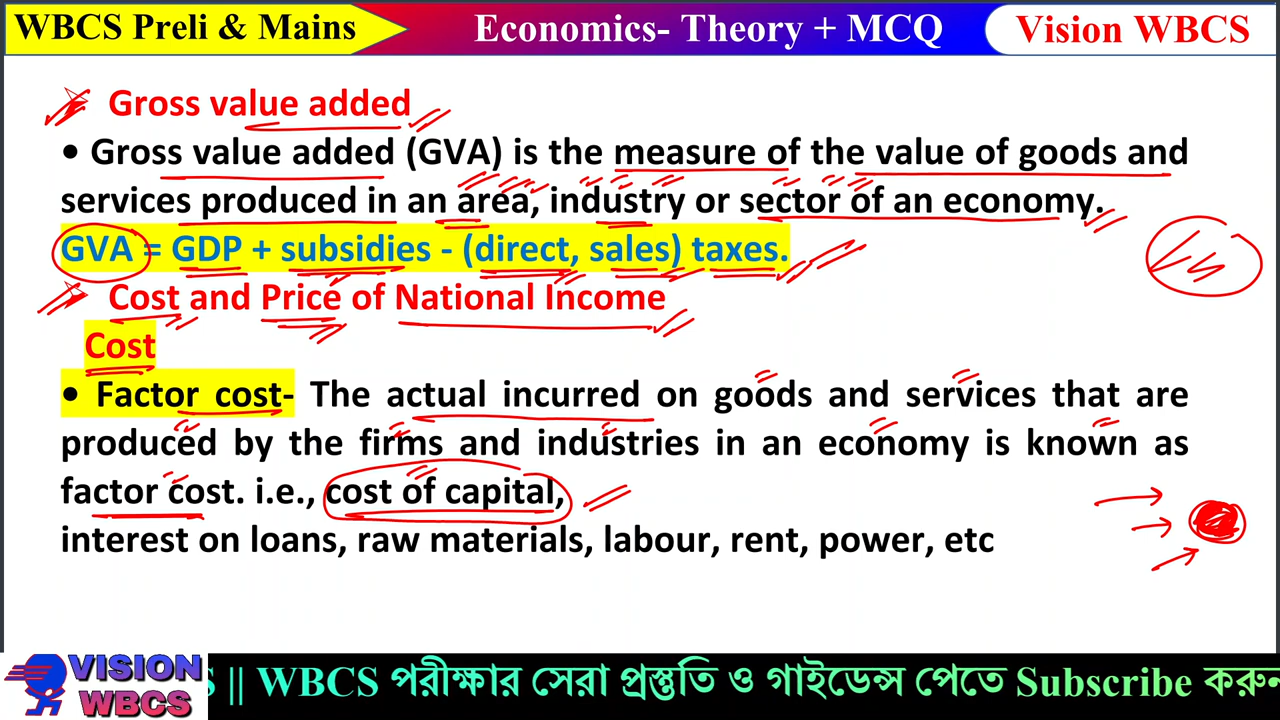 WBCS Preli & Mains
Economics- Theory + MCQ
Vision WBCS
➢ Gross value added
• Gross value added (GVA) is the measure of the value of goods and
services produced in an area, industry or sector of an economy.
GVA = GDP + subsidies - (direct, sales) taxes.
➢ Cost and Price of National Income
Cost
• Factor cost- The actual incurred on goods and services that are
produced by the firms and industries in an economy is known as
factor cost. i.e., cost of capital,
interest on loans, raw materials, labour, rent, power, etc
VISION
WBCS
S || WBCS পরীক্ষার সেরা প্রস্তুতি ও গাইডেন্স পেতে Subscribe করুন